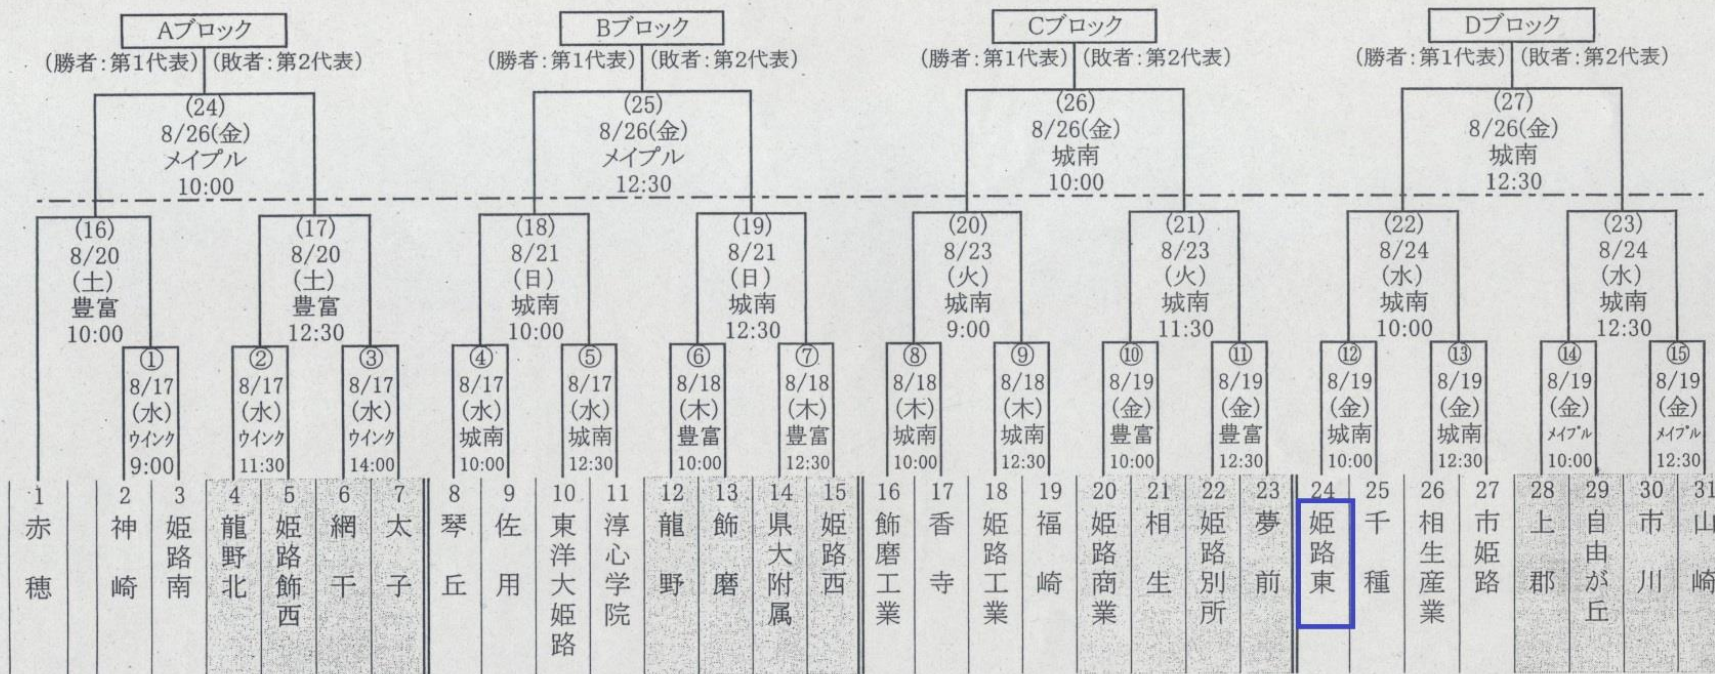 Aブロック
(勝者:第1代表) (敗者:第2代表)
(24)
8/26(金)
メイプル
10:00
Bブロック
(勝者:第1代表) (敗者:第2代表)
(25)
8/26(金)
メイプル
12:30
Cブロック
(勝者:第1代表) (敗者:第2代表)
(26)
8/26(金)
城南
10:00
Dブロック
(勝者:第1代表) (敗者:第2代表)
(27)
8/26(金)
城南
12:30
(16)
8/20
(土)
豊富
10:00
(17)
8/20
(土)
豊富
12:30
(18)
8/21
(日)
城南
10:00
(19)
8/21
(日)
城南
12:30
(20)
8/23
(火)
城南
9:00
(21)
8/23
(火)
城南
11:30
(22)
8/24
(水)
城南
10:00
(23)
8/24
(水)
城南
12:30
①
8/17
(水)
ウインク
9:00
②
8/17
(水)
ウインク
11:30
③
8/17
(水)
ウインク
14:00
④
8/17
(水)
城南
10:00
⑤
8/17
(水)
城南
12:30
⑥
8/18
(木)
豊富
10:00
⑦
8/18
(木)
豊富
12:30
⑧
8/18
(木)
城南
10:00
⑨
8/18
(木)
城南
12:30
⑩
8/19
(金)
豊富
10:00
⑪
8/19
(金)
豊富
12:30
⑫
8/19
(金)
城南
10:00
⑬
8/19
(金)
城南
12:30
⑭
8/19
(金)
メイプル
10:00
⑮
8/19
(金)
メイプル
12:30
1
赤穂
2
神崎
3
姫路南
4
龍野北
5
姫路飾西
6
網干
7
太子
8
琴丘
9
佐用
10
東洋大姫路
11
淳心学院
12
龍野
13
飾磨
14
県大附属
15
姫路西
16
飾磨工業
17
香寺
18
姫路工業
19
福崎
20
姫路商業
21
相生
22
姫路別所
23
夢前
24
姫路東
25
千種
26
相生産業
27
市姫路
28
上郡
29
自由が丘
30
市川
31
山崎